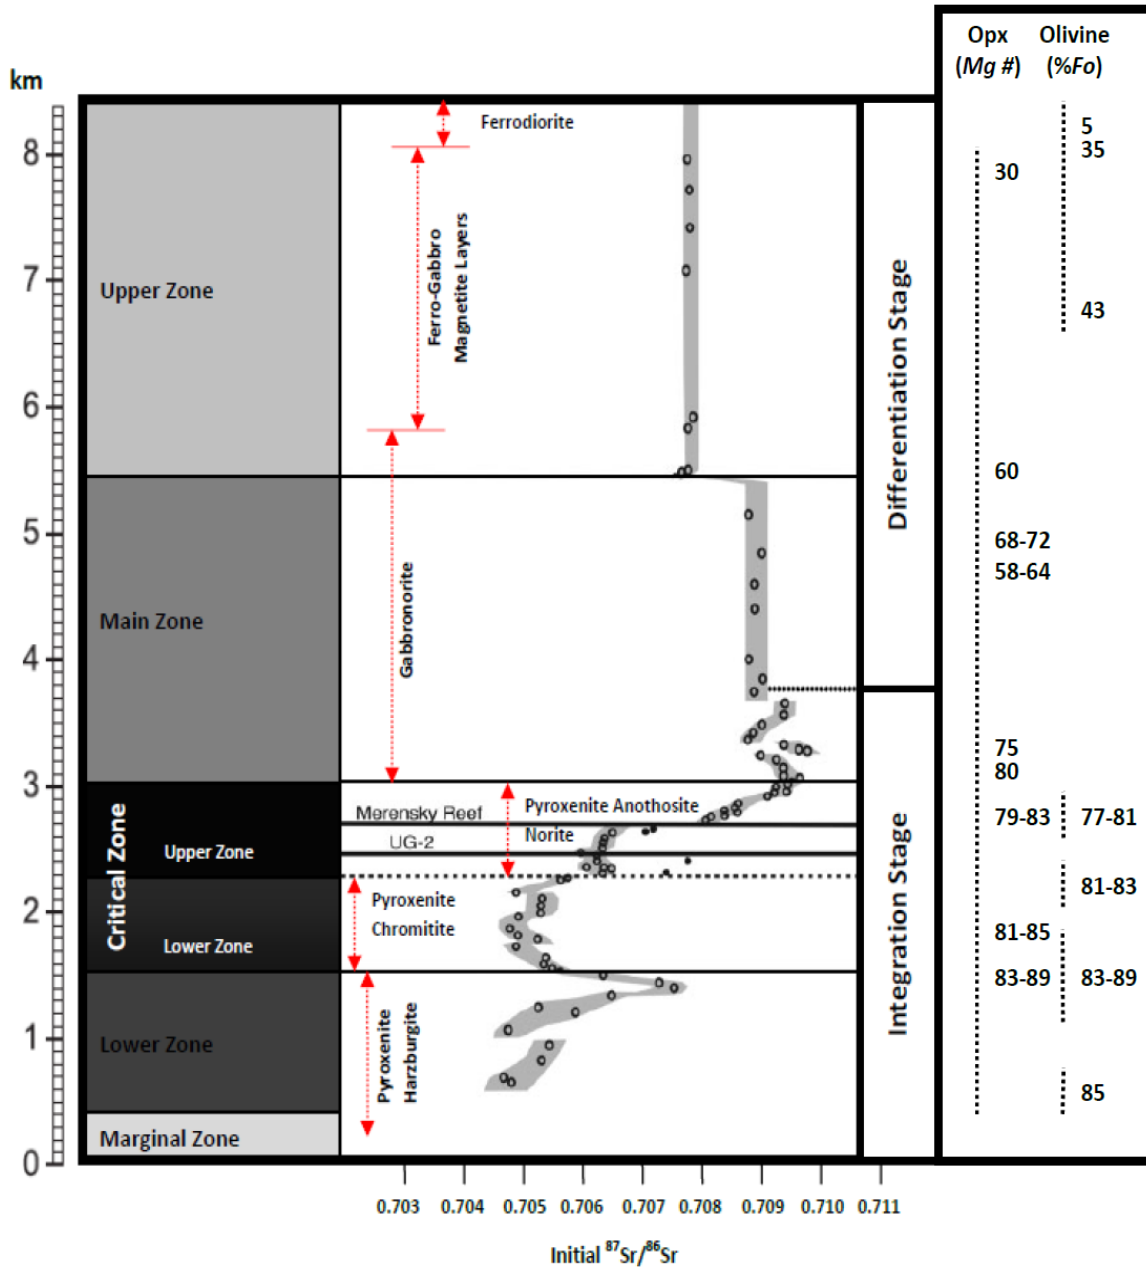 Opx Olivine
(Mg #) (%Fo)
km
Ferrodiorite
5
8
35
30
Ferro-Gabbro
Magnetite Layers
7
Upper Zone
43
Differentiation Stage
6
60
5
68-72
58-64
Gabbronorite
Main Zone
4
75
80
3
Merensky Reef
Pyroxenite Anothosite
79-83 77-81
UG-2
Norite
Upper Zone
Critical Zone
81-83
Pyroxenite
2
Chromitite
81-85
Lower Zone
83-89 83-89
Integration Stage
Pyroxenite
Harzburgite
1
Lower Zone
85
Marginal Zone
0
0.703 0.704 0.705 0.706 0.707 0.708 0.709 0.710 0.711
Initial ⁸⁷Sr/⁸⁶Sr